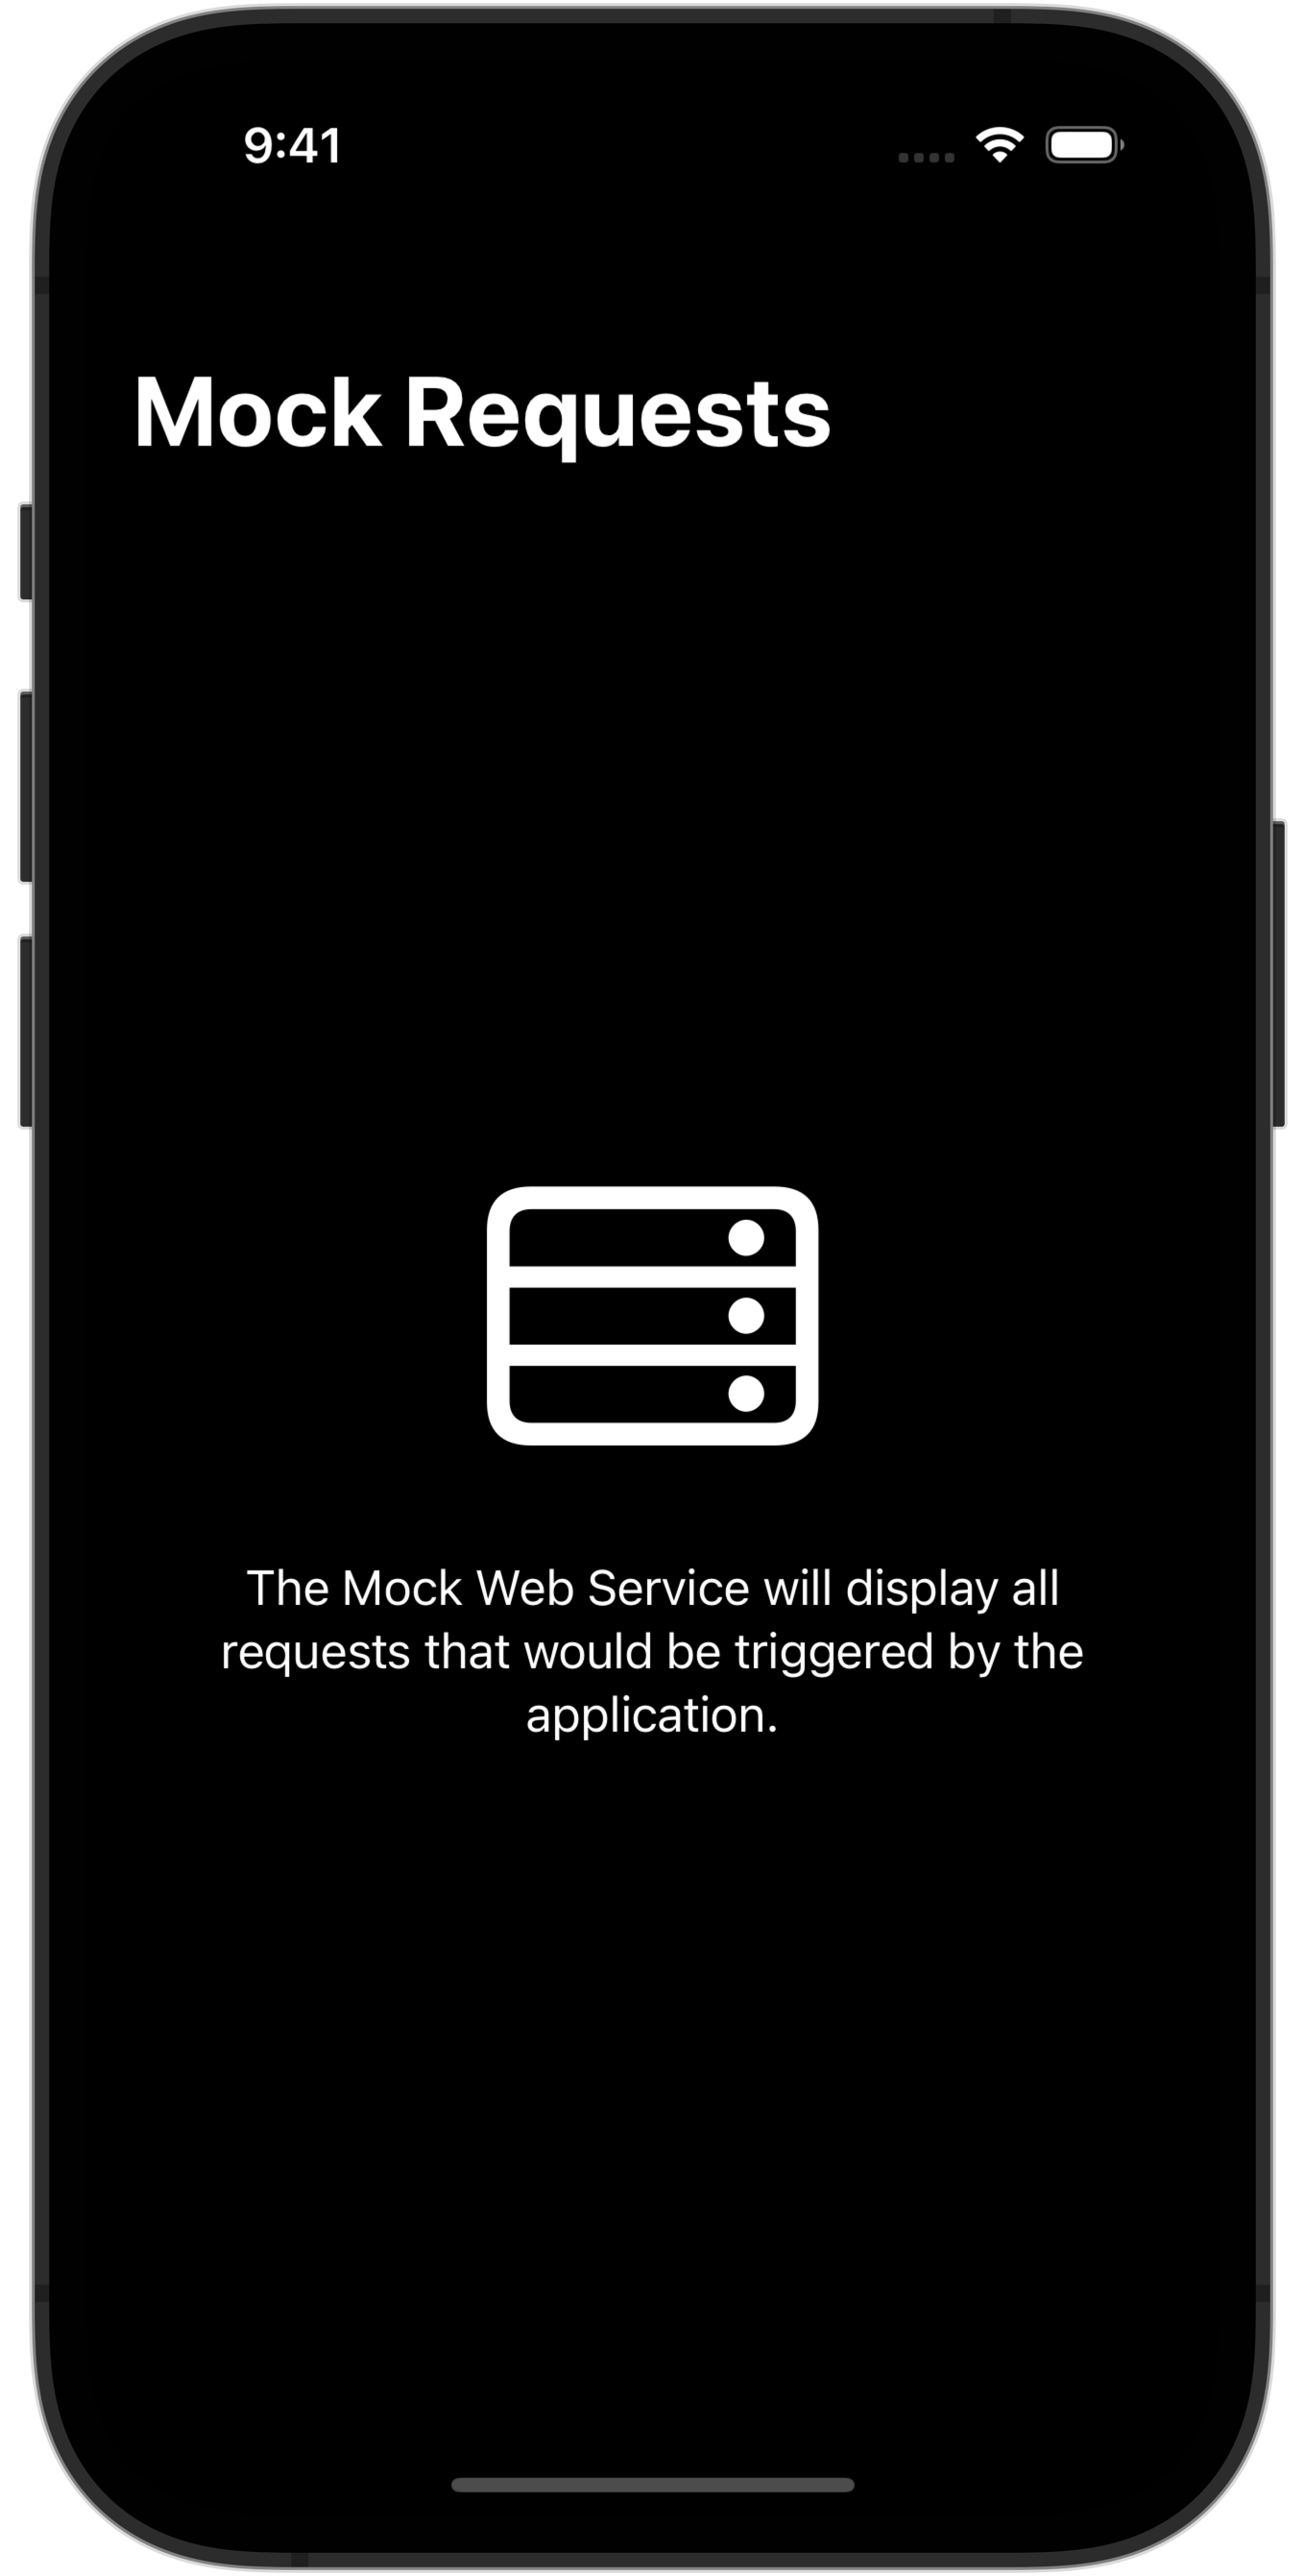 9:41
Mock Requests
The Mock Web Service will display all
requests that would be triggered by the
application.